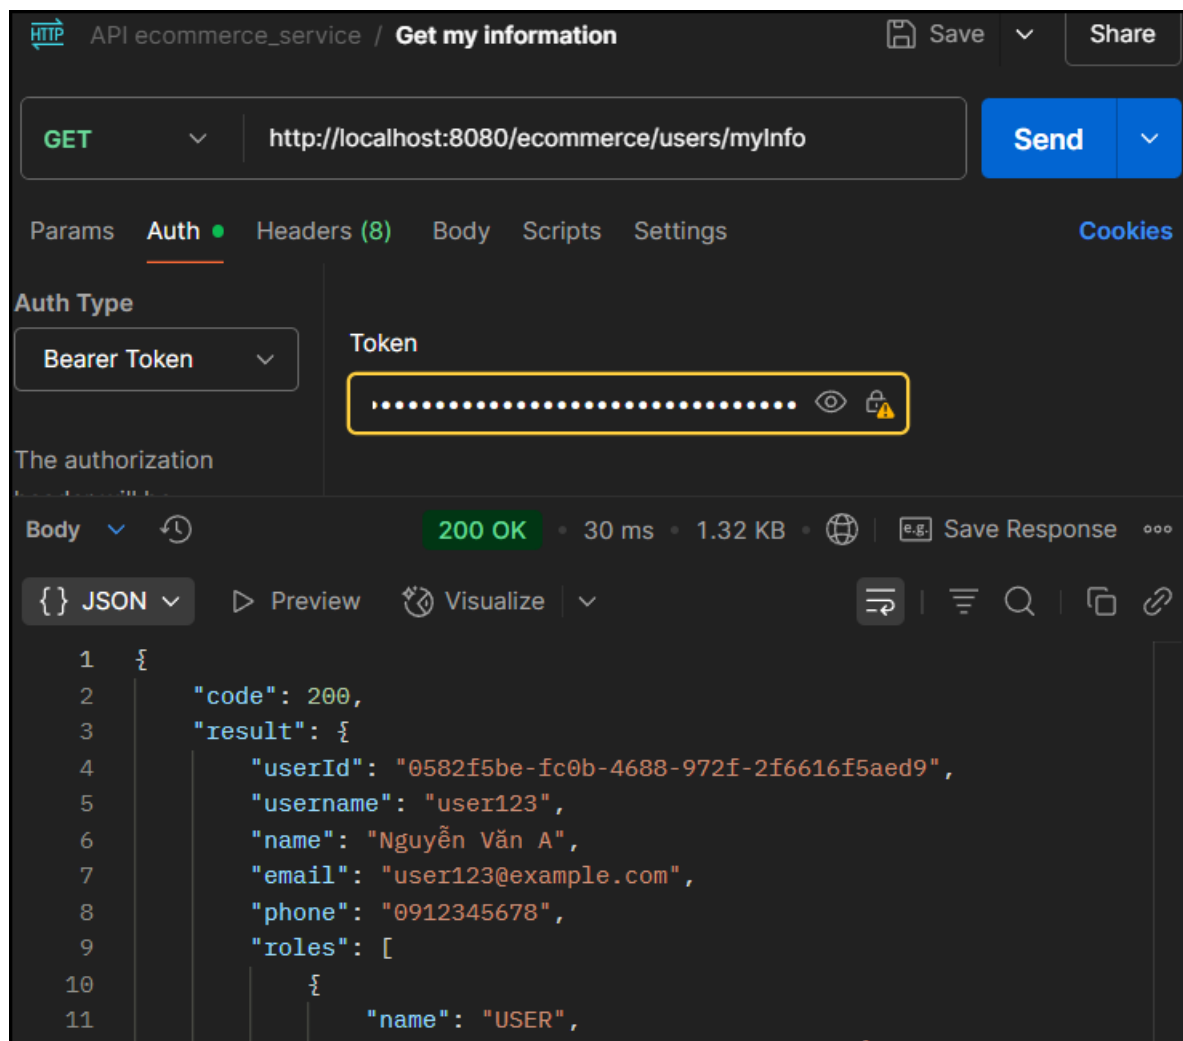 HTTP API ecommerce_service / Get my information Save Share
GET http://localhost:8080/ecommerce/users/myInfo Send
Params Auth Headers (8) Body Scripts Settings Cookies
Auth Type
Bearer Token
Token
The authorization
Body 200 OK • 30 ms • 1.32 KB • e.g. Save Response
{} JSON Preview Visualize
1 {
2 "code": 200,
3 "result": {
4 "userId": "0582f5be-fc0b-4688-972f-2f6616f5aed9",
5 "username": "user123",
6 "name": "Nguyễn Văn A",
7 "email": "user123@example.com",
8 "phone": "0912345678",
9 "roles": [
10 {
11 "name": "USER",